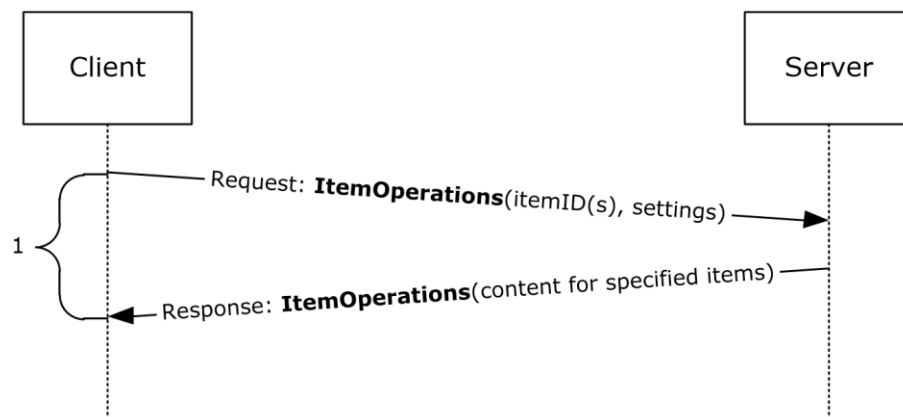 Client
Server
Request: ItemOperations(itemID(s), settings)
1
Response: ItemOperations(content for specified items)